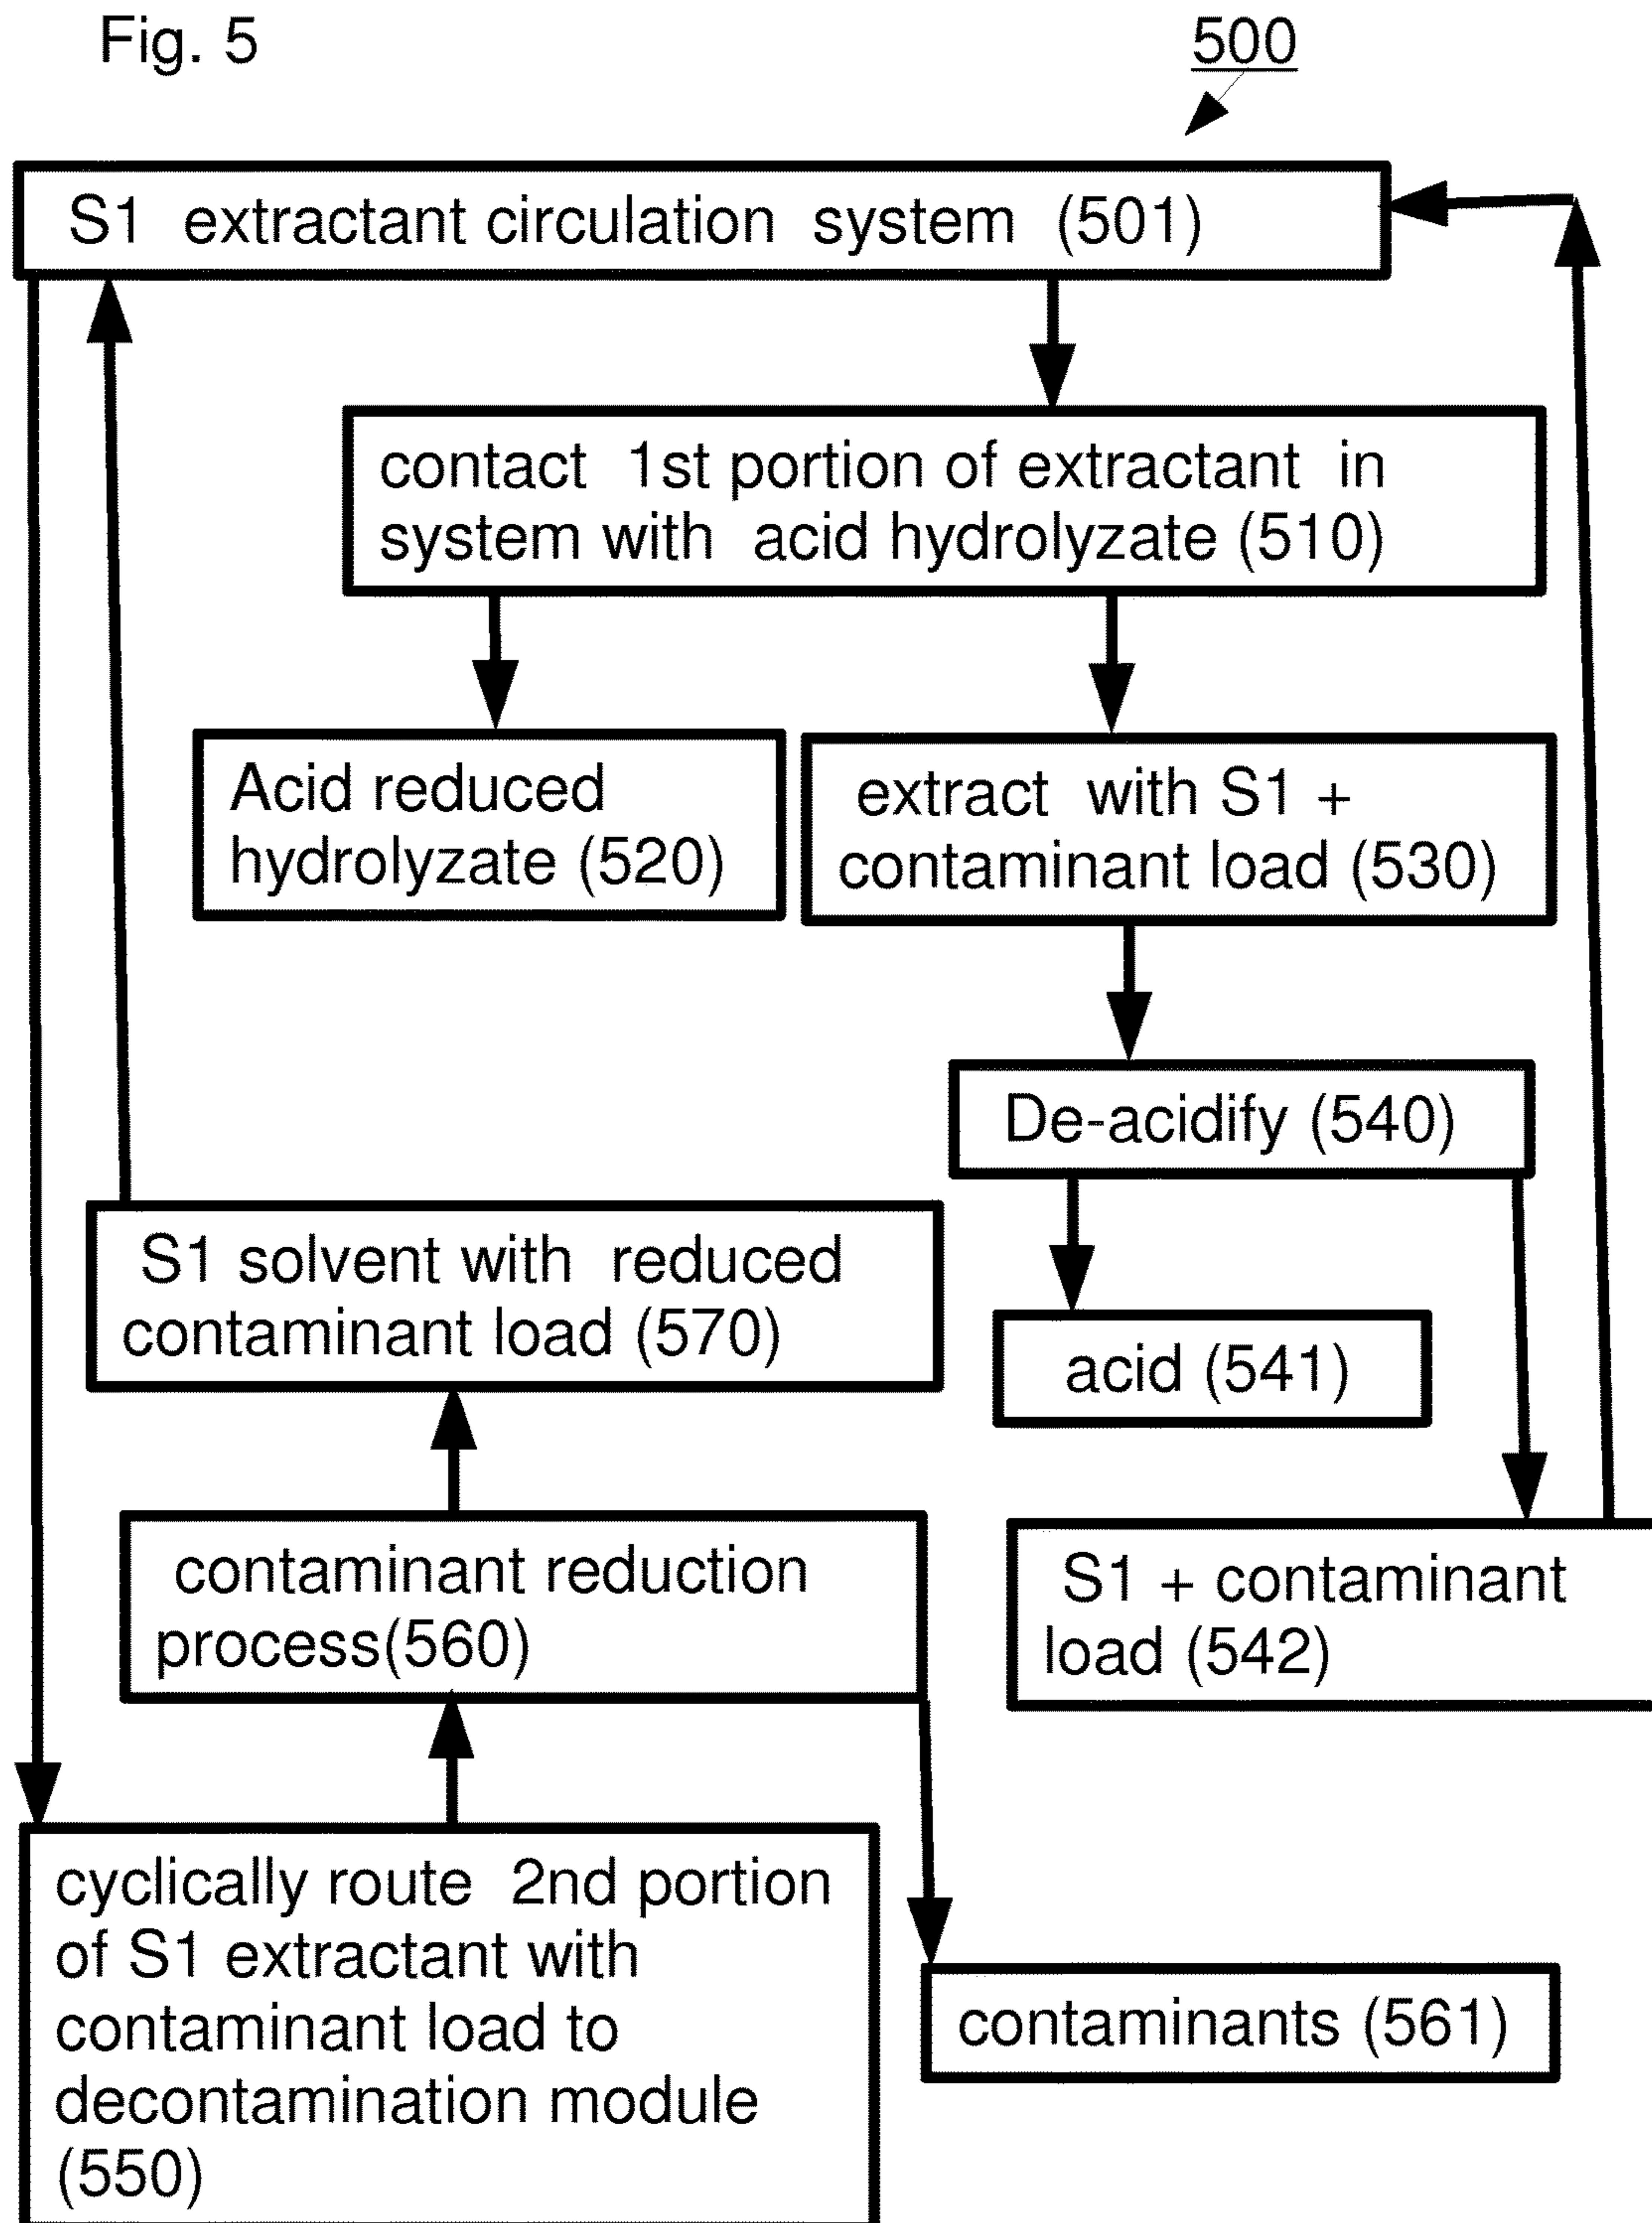 Fig. 5
500
S1 extractant circulation system (501)
contact 1st portion of extractant in
system with acid hydrolyzate (510)
Acid reduced
hydrolyzate (520)
extract with S1 +
contaminant load (530)
De-acidify (540)
S1 solvent with reduced
contaminant load (570)
acid (541)
contaminant reduction
process(560)
S1 + contaminant
load (542)
cyclically route 2nd portion
of S1 extractant with
contaminant load to
decontamination module
(550)
contaminants (561)